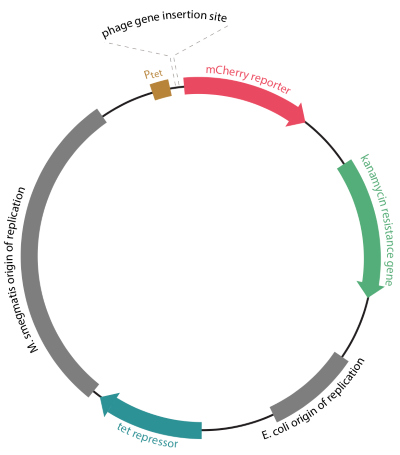 phage gene insertion site
Ptet
mCherry reporter
kanamycin resistance gene
E. coli origin of replication
tet repressor
M. smegmatis origin of replication